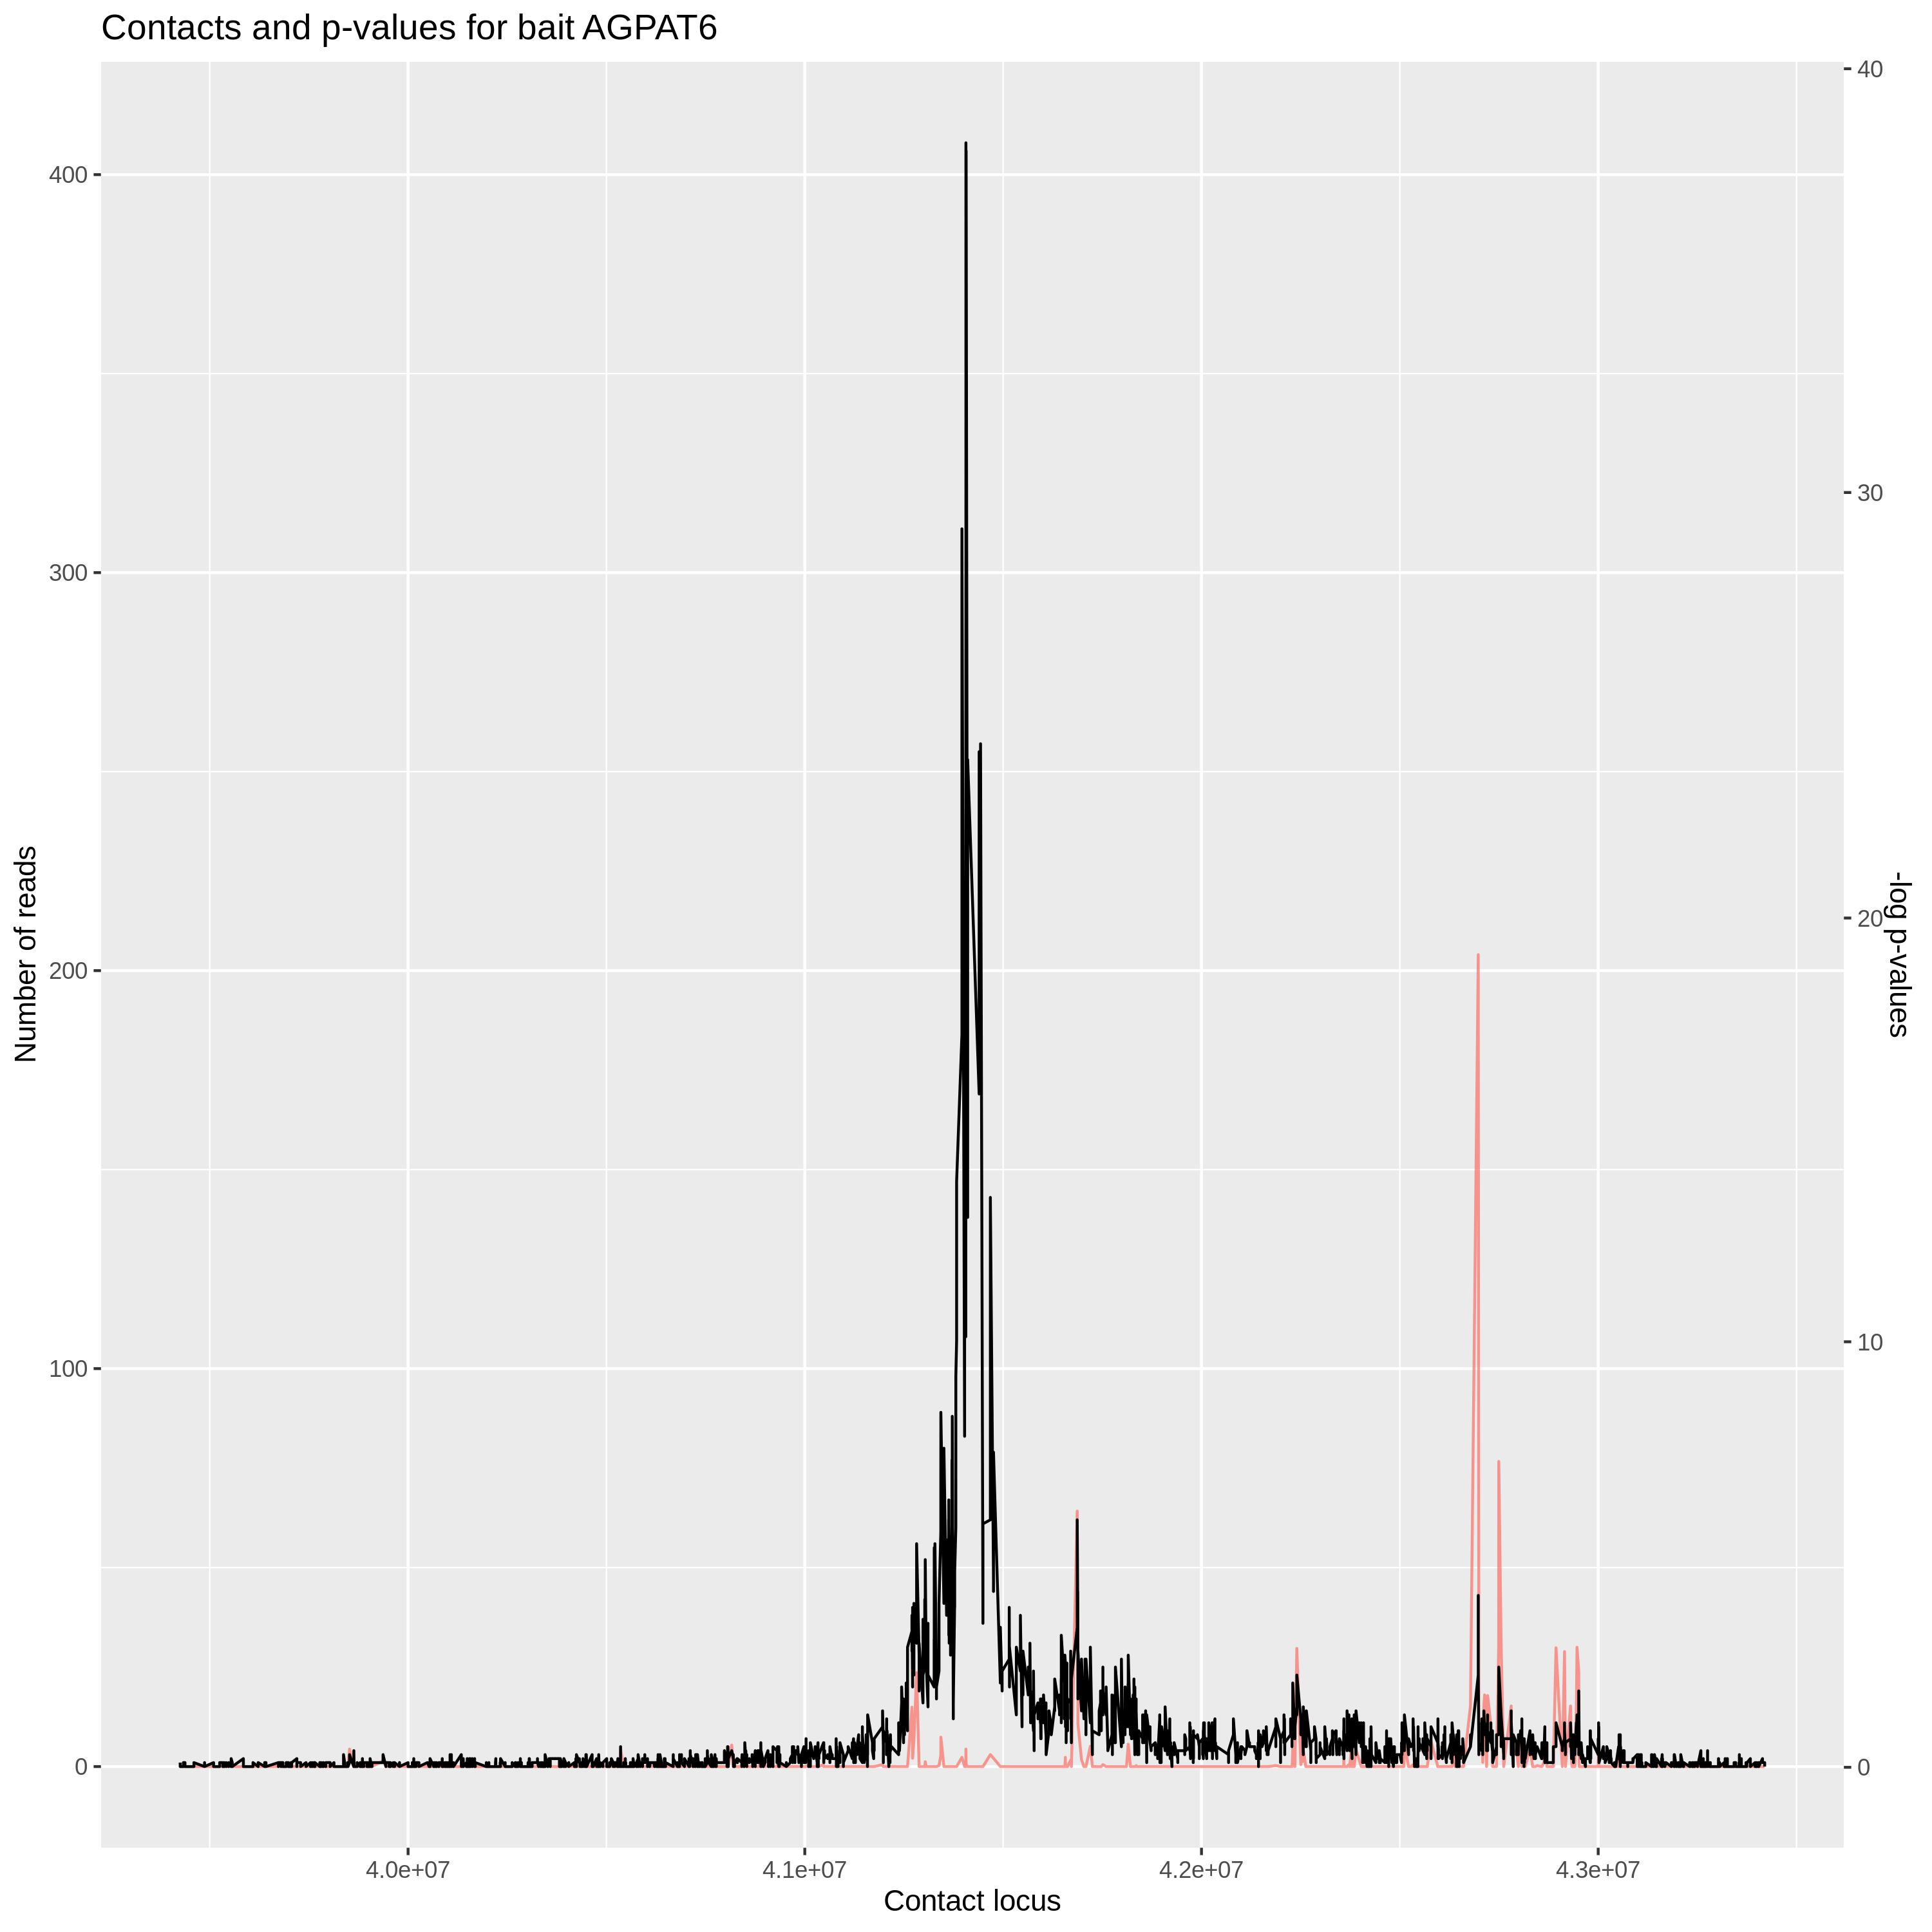 Contacts and p-values for bait AGPAT6
40
400
30
300
20
200
10
100
0
0
Number of reads
-log p-values
4.0e+07
4.1e+07
4.2e+07
4.3e+07
Contact locus